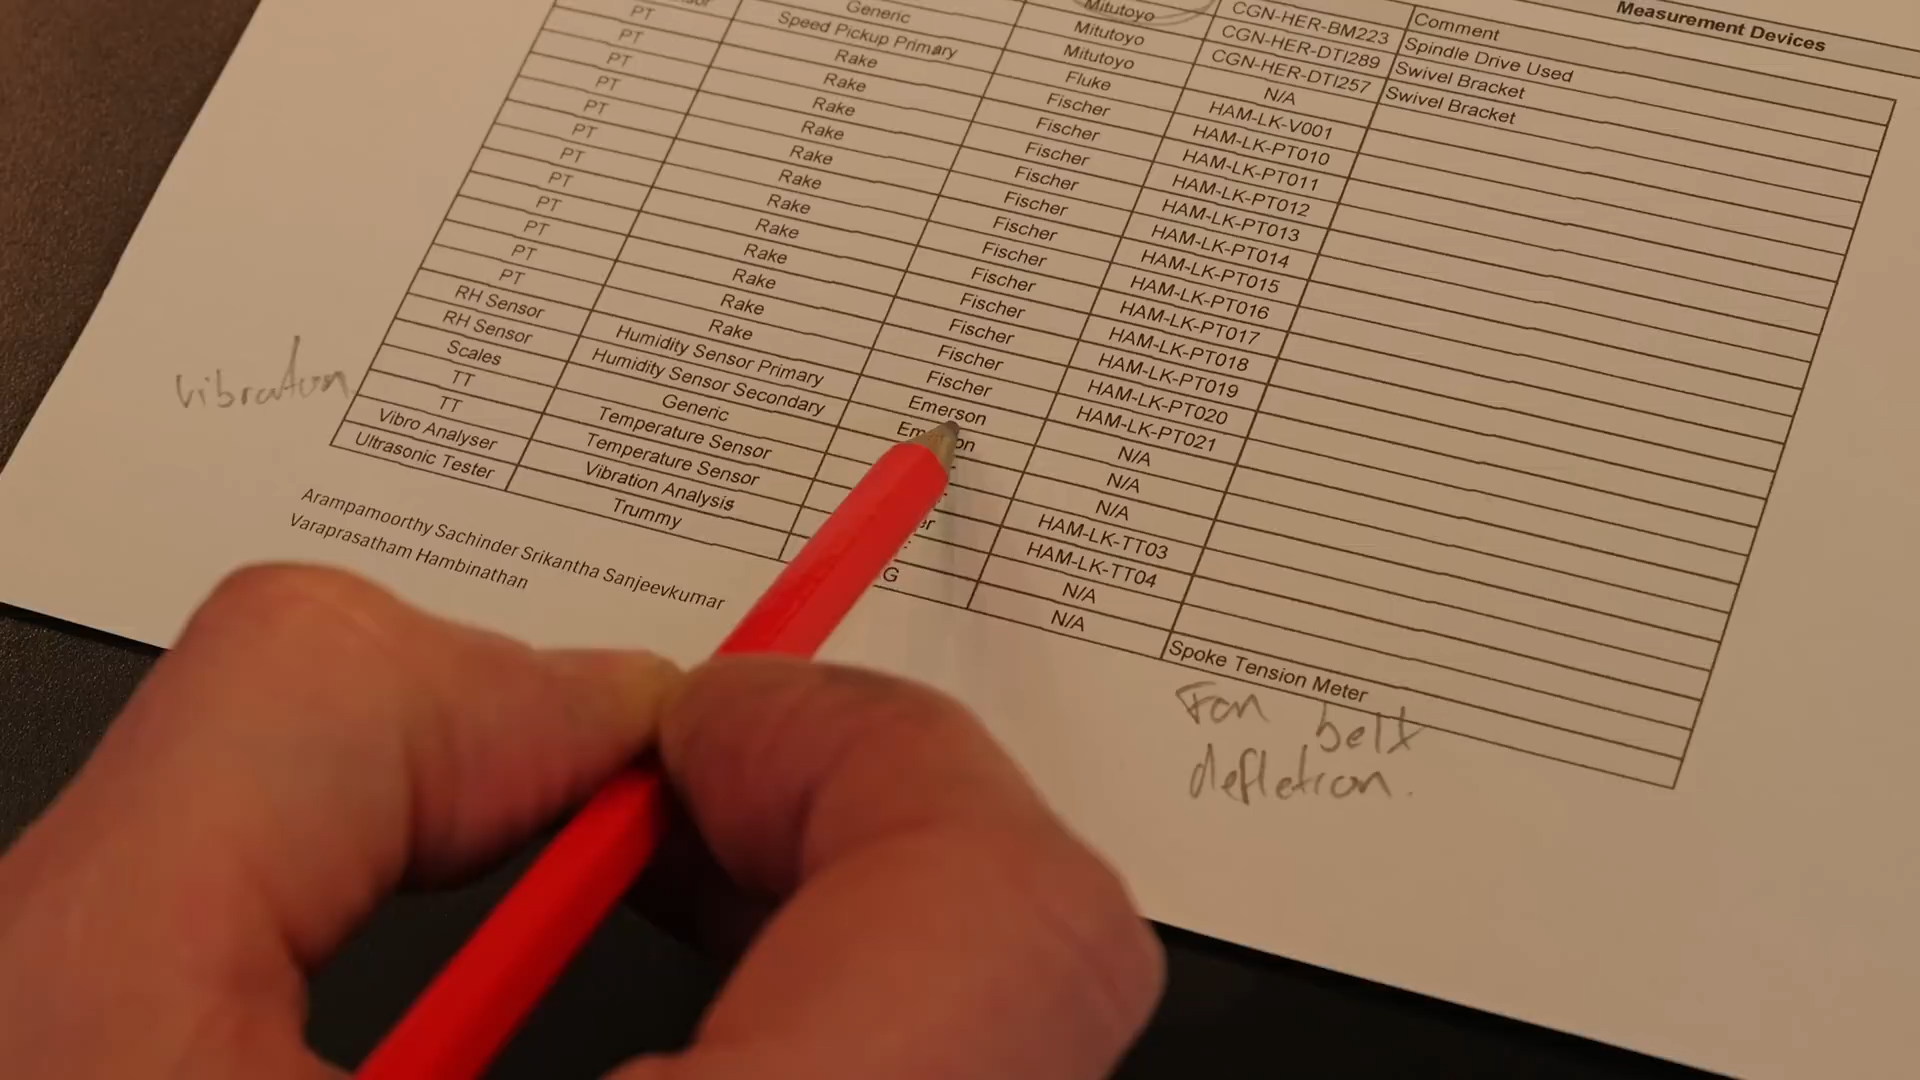 Measurement Devices
Comment
CGN-HER-BM223 Spindle Drive Used
Mitutoyo CGN-HER-DTI289 Swivel Bracket
Mitutoyo CGN-HER-DTI257 Swivel Bracket
Generic Mitutoyo N/A
Speed Pickup Primary Fluke HAM-LK-V001
PT Rake Fischer HAM-LK-PT010
PT Rake Fischer HAM-LK-PT011
PT Rake Fischer HAM-LK-PT012
PT Rake Fischer HAM-LK-PT013
PT Rake Fischer HAM-LK-PT014
PT Rake Fischer HAM-LK-PT015
PT Rake Fischer HAM-LK-PT016
PT Rake Fischer HAM-LK-PT017
PT Rake Fischer HAM-LK-PT018
PT Rake Fischer HAM-LK-PT019
PT Rake Fischer HAM-LK-PT020
PT Rake Fischer HAM-LK-PT021
RH Sensor Humidity Sensor Primary Emerson N/A
RH Sensor Humidity Sensor Secondary N/A
Scales Generic N/A
TT Temperature Sensor HAM-LK-TT03
TT Temperature Sensor HAM-LK-TT04
Vibro Analyser Vibration Analysis N/A
Ultrasonic Tester Trummy G N/A Spoke Tension Meter
vibration
Fan belt
defletion.
Arampamoorthy Sachinder Srikantha Sanjeevkumar
Varaprasatham Hambinathan